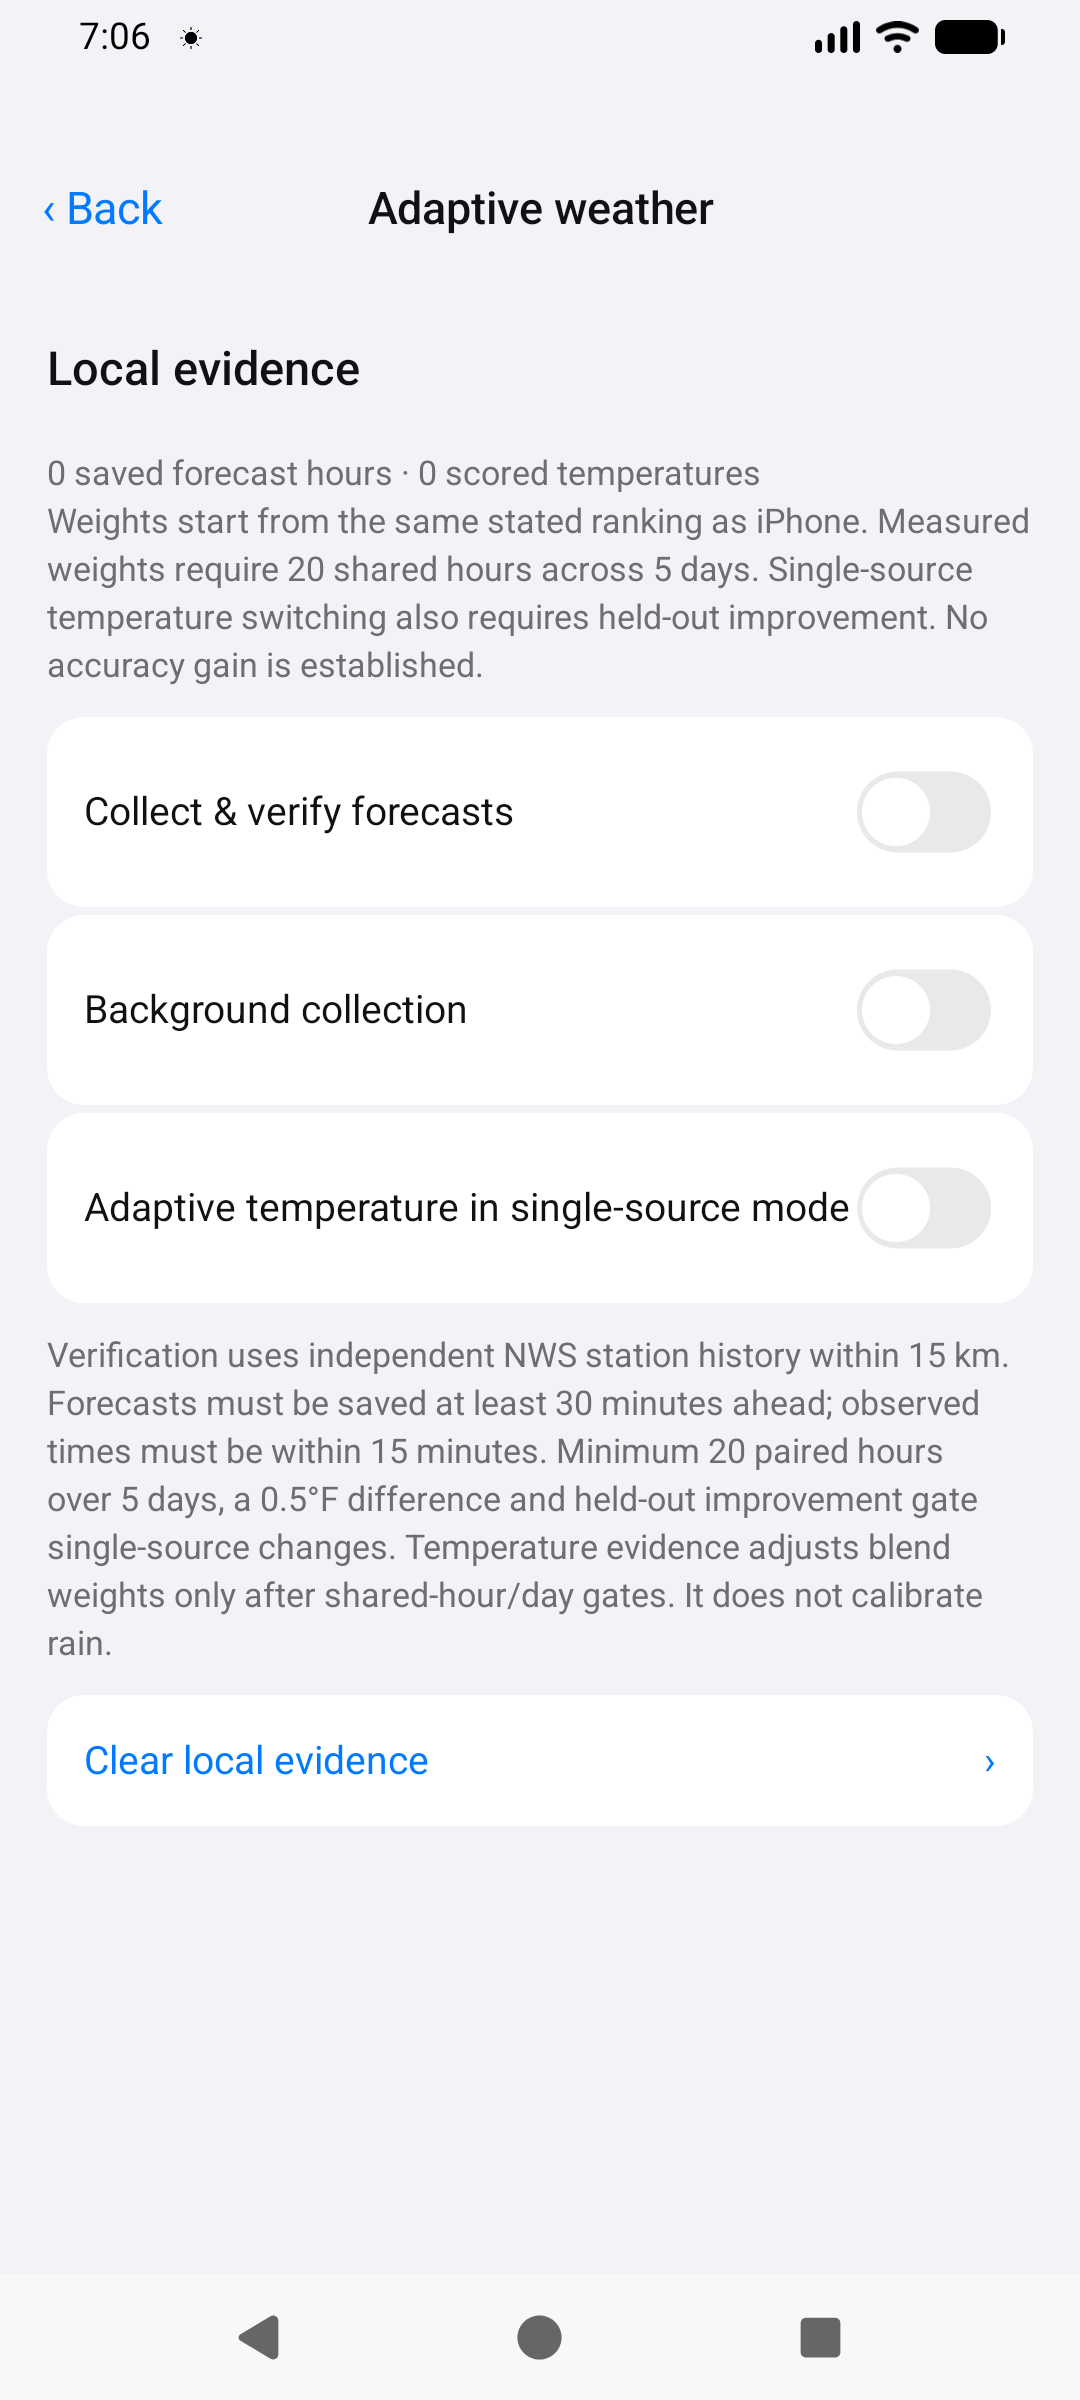 7:06
‹ Back
Adaptive weather
Local evidence
0 saved forecast hours · 0 scored temperatures
Weights start from the same stated ranking as iPhone. Measured
weights require 20 shared hours across 5 days. Single-source
temperature switching also requires held-out improvement. No
accuracy gain is established.
Collect & verify forecasts
Background collection
Adaptive temperature in single-source mode
Verification uses independent NWS station history within 15 km.
Forecasts must be saved at least 30 minutes ahead; observed
times must be within 15 minutes. Minimum 20 paired hours
over 5 days, a 0.5°F difference and held-out improvement gate
single-source changes. Temperature evidence adjusts blend
weights only after shared-hour/day gates. It does not calibrate
rain.
Clear local evidence ›